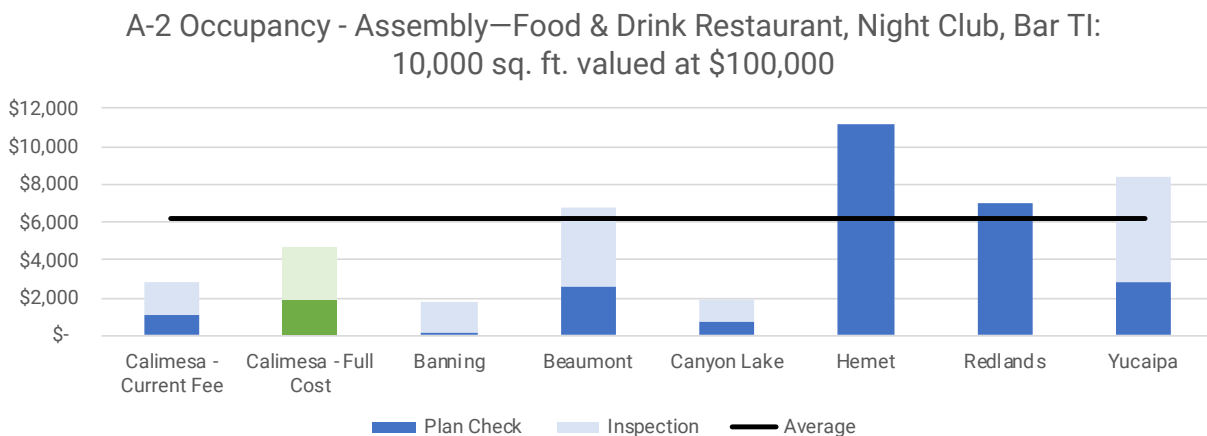 A-2 Occupancy - Assembly—Food & Drink Restaurant, Night Club, Bar TI:
10,000 sq. ft. valued at $100,000
$12,000
$10,000
$8,000
$6,000
$4,000
$2,000
$-
Calimesa - Current Fee
Calimesa - Full Cost
Banning
Beaumont
Canyon Lake
Hemet
Redlands
Yucaipa
Plan Check
Inspection
Average